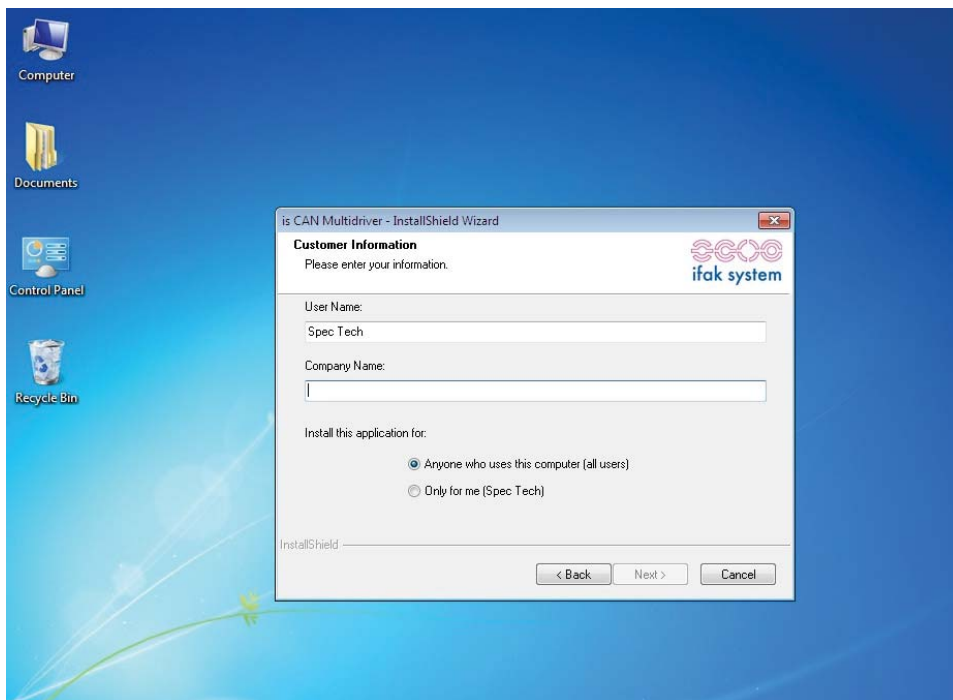 Computer
Documents
Control Panel
Recycle Bin
is CAN Multidriver - InstallShield Wizard
Customer Information
Please enter your information.
ifak system
User Name:
Spec Tech
Company Name:
Install this application for:
Anyone who uses this computer (all users)
Only for me (Spec Tech)
InstallShield
< Back Next > Cancel